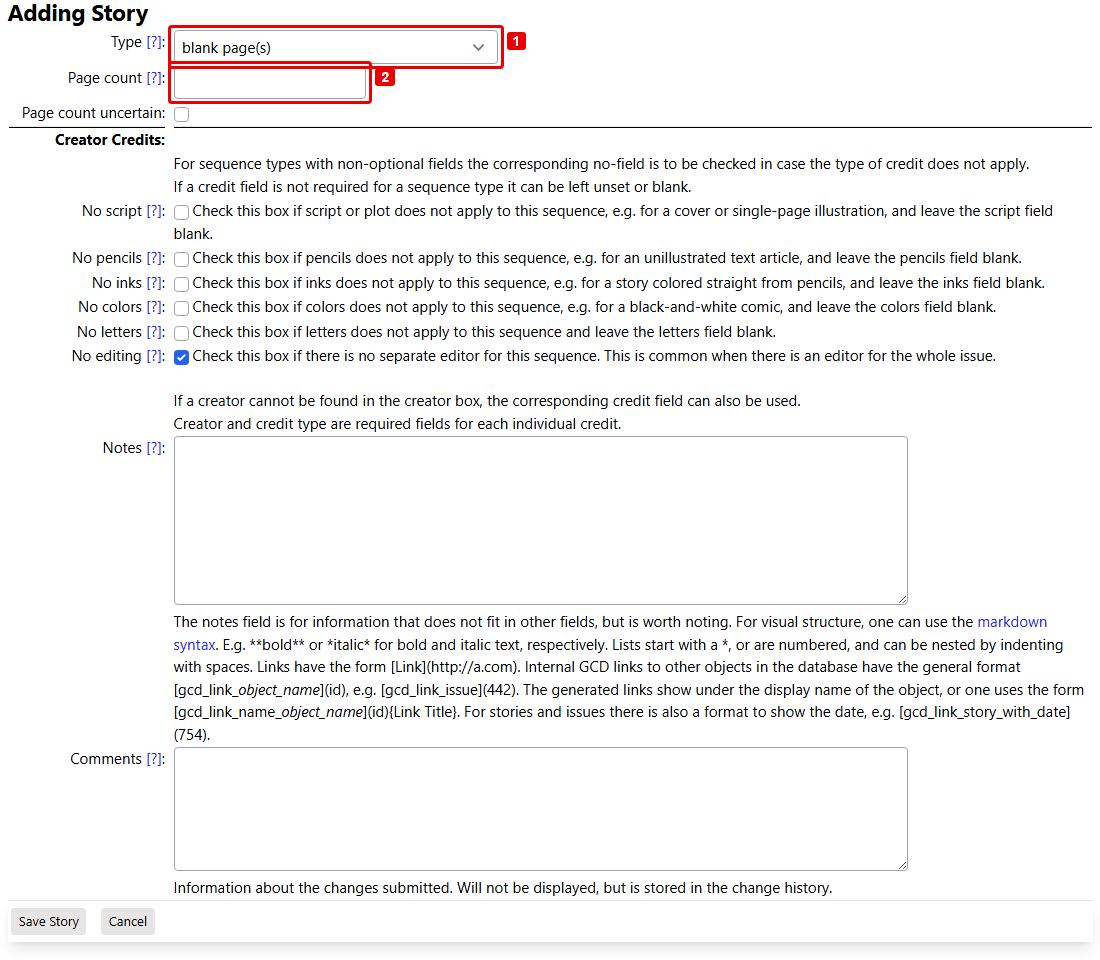 Adding Story
Type [?]: blank page(s) 1
Page count [?]: 2
Page count uncertain:
Creator Credits:
For sequence types with non-optional fields the corresponding no-field is to be checked in case the type of credit does not apply.
If a credit field is not required for a sequence type it can be left unset or blank.
No script [?]: Check this box if script or plot does not apply to this sequence, e.g. for a cover or single-page illustration, and leave the script field
blank.
No pencils [?]: Check this box if pencils does not apply to this sequence, e.g. for an unillustrated text article, and leave the pencils field blank.
No inks [?]: Check this box if inks does not apply to this sequence, e.g. for a story colored straight from pencils, and leave the inks field blank.
No colors [?]: Check this box if colors does not apply to this sequence, e.g. for a black-and-white comic, and leave the colors field blank.
No letters [?]: Check this box if letters does not apply to this sequence and leave the letters field blank.
No editing [?]: Check this box if there is no separate editor for this sequence. This is common when there is an editor for the whole issue.
If a creator cannot be found in the creator box, the corresponding credit field can also be used.
Creator and credit type are required fields for each individual credit.
Notes [?]:
The notes field is for information that does not fit in other fields, but is worth noting. For visual structure, one can use the markdown
syntax. E.g. **bold** or *italic* for bold and italic text, respectively. Lists start with a *, or are numbered, and can be nested by indenting
with spaces. Links have the form [Link](http://a.com). Internal GCD links to other objects in the database have the general format
[gcd_link_object_name](id), e.g. [gcd_link_issue](442). The generated links show under the display name of the object, or one uses the form
[gcd_link_name_object_name](id){Link Title}. For stories and issues there is also a format to show the date, e.g. [gcd_link_story_with_date]
(754).
Comments [?]:
Information about the changes submitted. Will not be displayed, but is stored in the change history.
Save Story Cancel